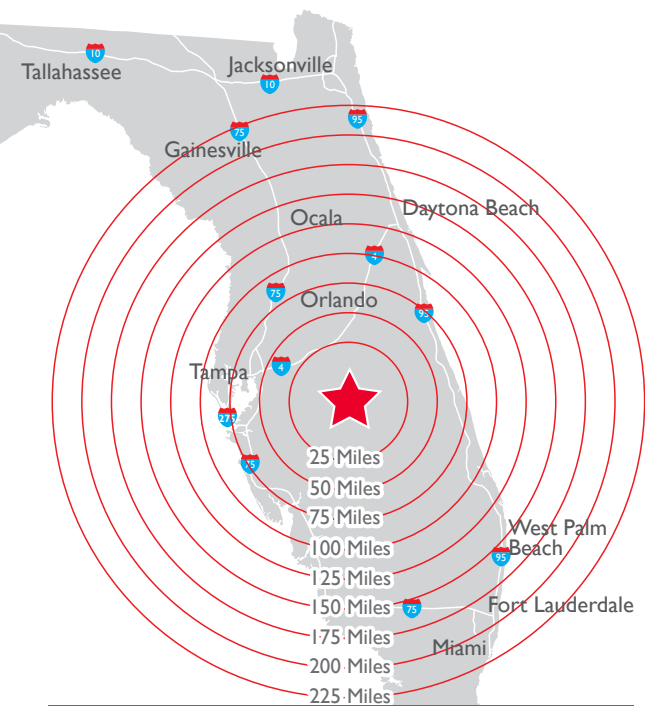 10
Tallahassee
Jacksonville
10
95
75
Gainesville
Daytona Beach
Ocala
4
75
Orlando
95
4
Tampa
275
75
25 Miles
50 Miles
75 Miles
100 Miles
125 Miles
150 Miles
175 Miles
200 Miles
225 Miles
West Palm
Beach
95
75
Fort Lauderdale
Miami